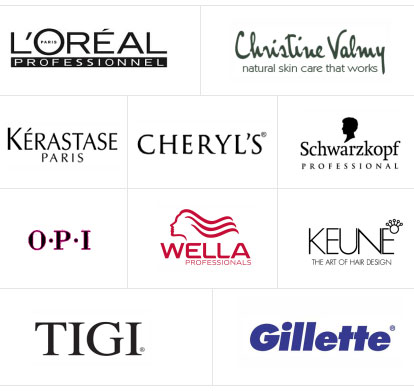 L'ORÉAL
PARIS
PROFESSIONNEL
Christine Valmy
natural skin care that works
KÉRASTASE
PARIS
CHERYL'S®
Schwarzkopf
PROFESSIONAL
O·P·I
WELLA
PROFESSIONALS
KEUNE®
THE ART OF HAIR DESIGN
TIGI®
Gillette®